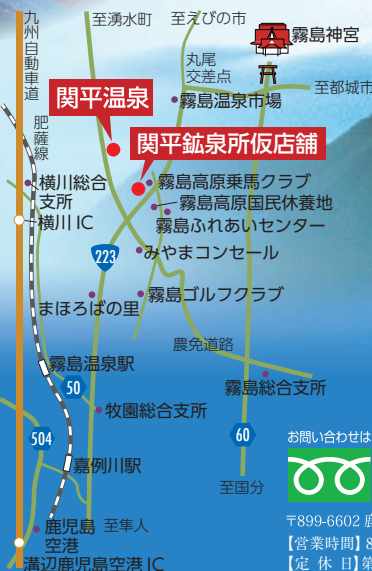 至湧水町
至えびの市
九州自動車道
霧島神宮
丸尾
交差点
至都城市
関平温泉
霧島温泉市場
肥薩線
関平鉱泉所仮店舗
横川総合
支所
霧島高原乗馬クラブ
霧島高原国民休養地
横川 IC
霧島ふれあいセンター
223
みやまコンセール
まほろばの里
霧島ゴルフクラブ
農免道路
霧島温泉駅
50
霧島総合支所
牧園総合支所
504
60
お問い合わせは
嘉例川駅
至国分
鹿児島
空港
至隼人
〒899-6602
【営業時間】8
溝辺鹿児島空港 IC
【定 休 日】第